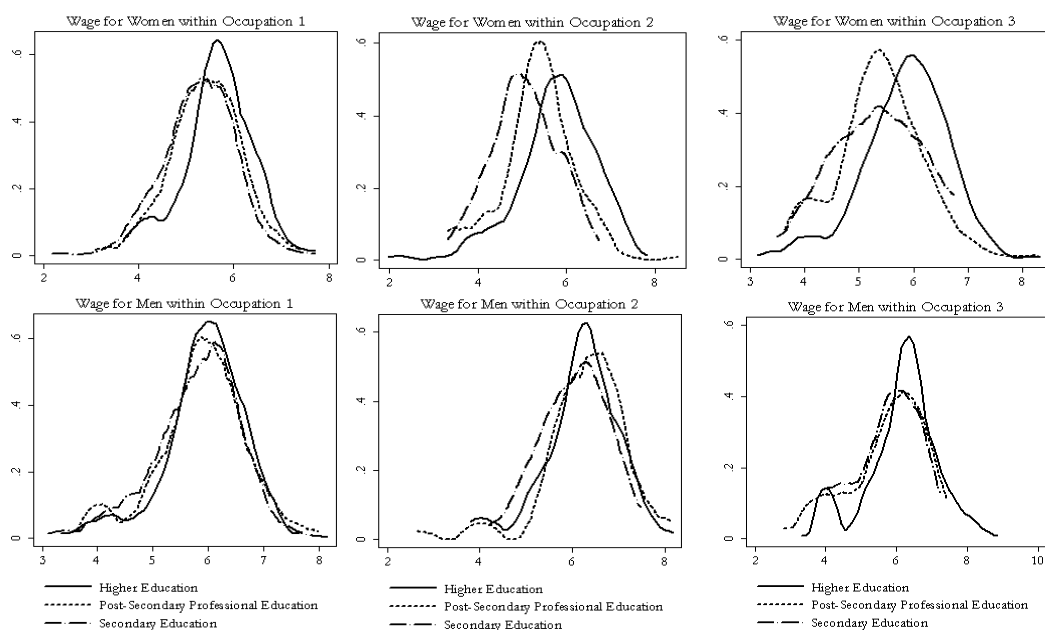 Wage for Women within Occupation 1
Wage for Women within Occupation 2
Wage for Women within Occupation 3
.6
.4
.2
0
2 4 6 8
.6
.4
.2
0
2 4 6 8
.6
.4
.2
0
3 4 5 6 7 8
Wage for Men within Occupation 1
Wage for Men within Occupation 2
Wage for Men within Occupation 3
.6
.4
.2
0
3 4 5 6 7 8
.6
.4
.2
0
2 4 6 8
.6
.4
.2
0
2 4 6 8 10
Higher Education
Post-Secondary Professional Education
Secondary Education
Higher Education
Post-Secondary Professional Education
Secondary Education
Higher Education
Post-Secondary Professional Education
Secondary Education